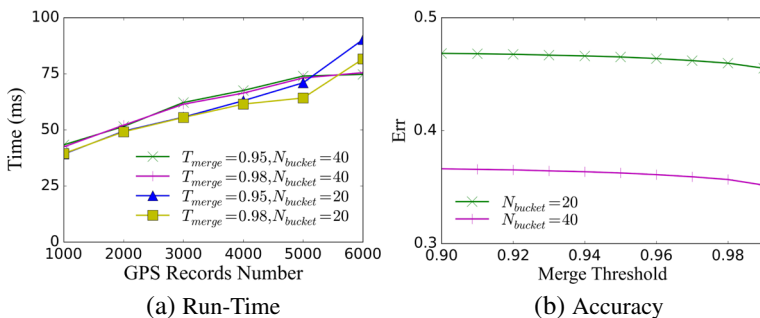 100
75
50
25
0
Time (ms)
T_merge=0.95, N_bucket=40
T_merge=0.98, N_bucket=40
T_merge=0.95, N_bucket=20
T_merge=0.98, N_bucket=20
1000 2000 3000 4000 5000 6000
GPS Records Number
(a) Run-Time
0.5
0.4
0.3
Err
N_bucket=20
N_bucket=40
0.90 0.92 0.94 0.96 0.98
Merge Threshold
(b) Accuracy